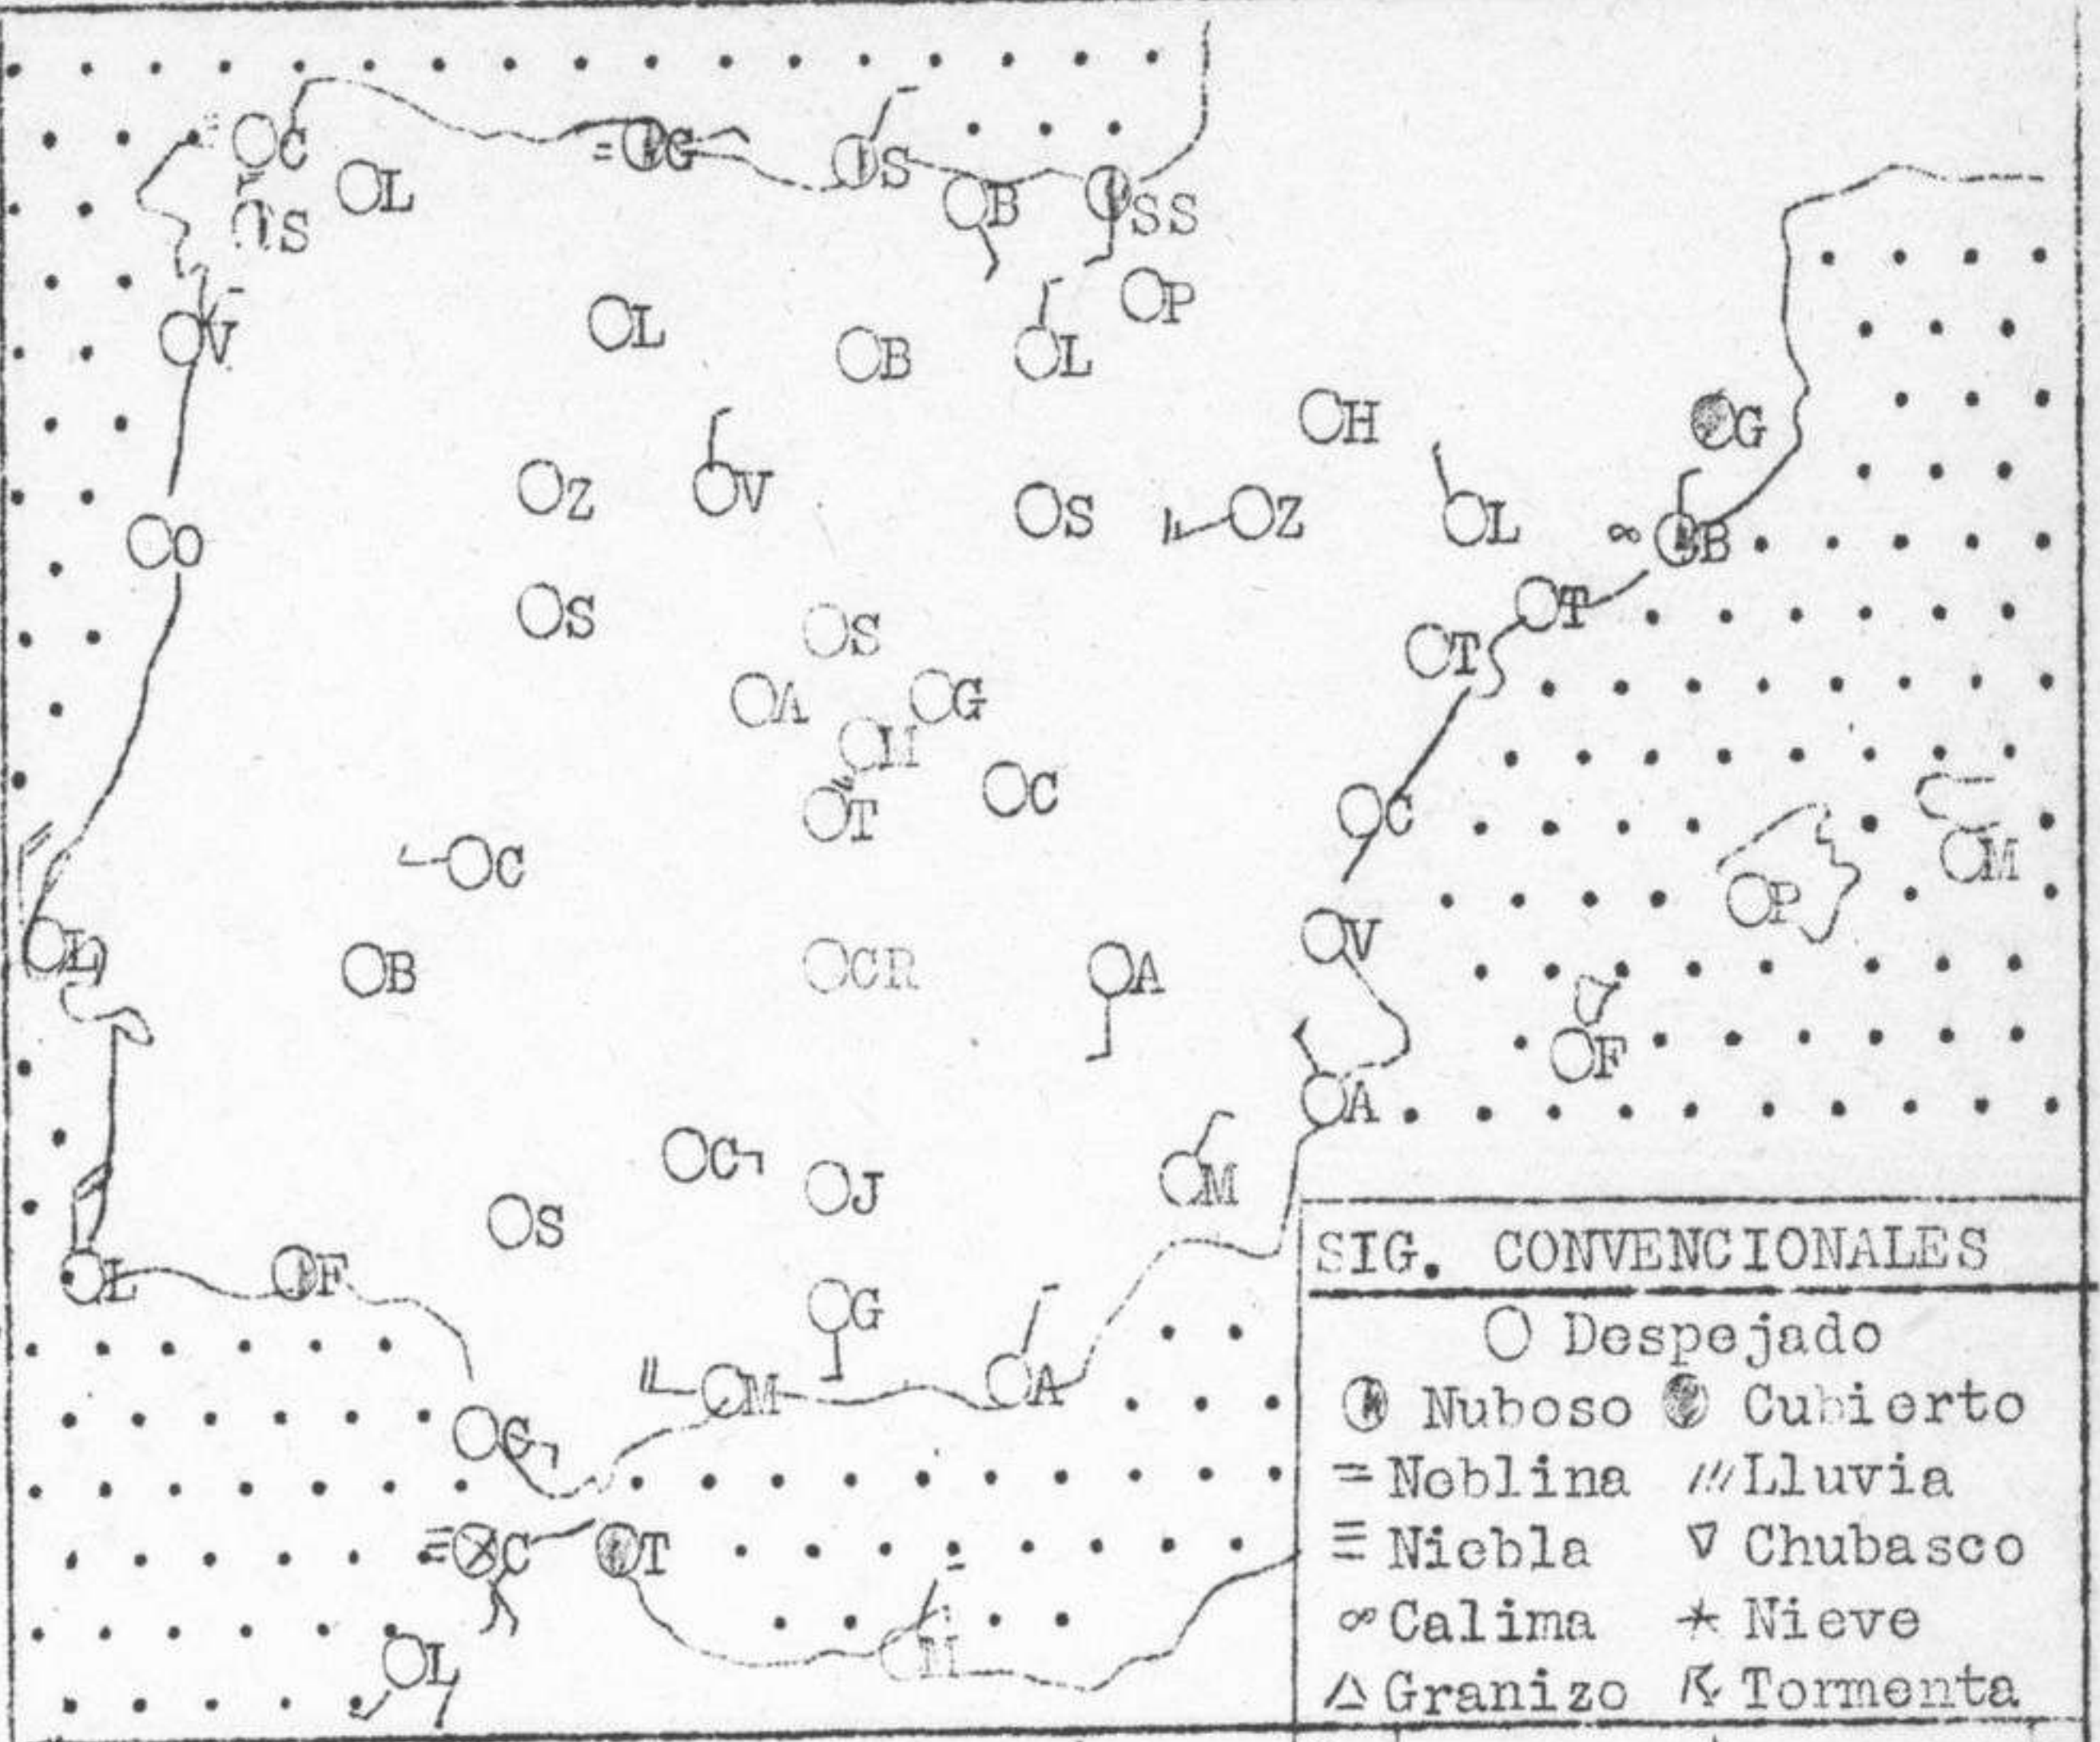 C
L
G
S
B
SS
S
P
V
L
B
L
H
G
Z
V
S
Z
L
B
O
S
S
T
T
A
G
M
C
T
C
C
M
L
B
CR
A
V
P
F
A
C
J
M
S
L
F
G
M
A
G
C
T
L
M
SIG. CONVENCIONALES
Despejado
Nuboso Cubierto
Neblina Lluvia
Niebla Chubasco
Calima Nieve
Granizo Tormenta